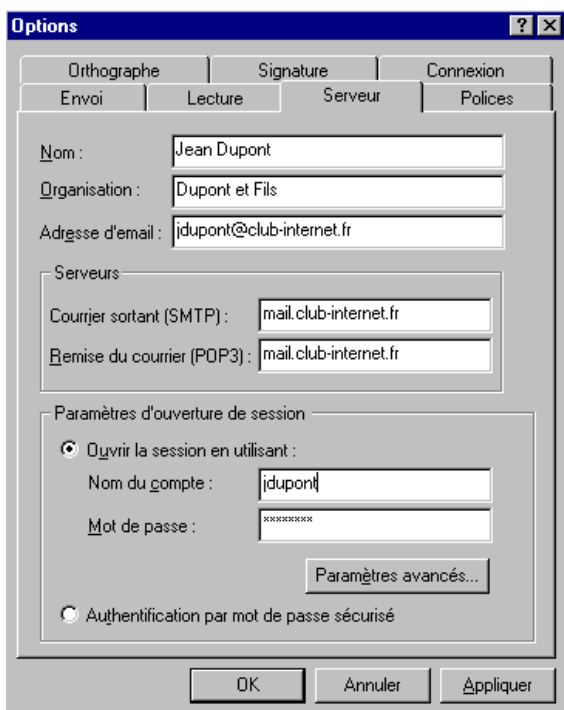 Options
Orthographe Signature Connexion
Envoi Lecture Serveur Polices
Nom : Jean Dupont
Organisation : Dupont et Fils
Adresse d'email : jdupont@club-internet.fr
Serveurs
Courrier sortant (SMTP) : mail.club-internet.fr
Remise du courrier (POP3) : mail.club-internet.fr
Paramètres d'ouverture de session
Ouvrir la session en utilisant :
Nom du compte : jdupont
Mot de passe : ********
Paramètres avancés...
Authentification par mot de passe sécurisé
OK Annuler Appliquer